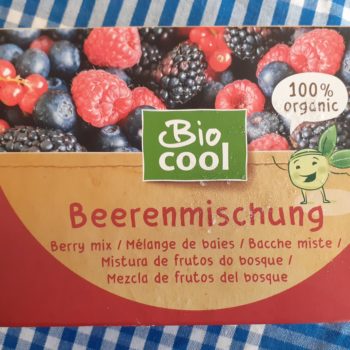 100%
organic
Bio
cool
Beerenmischung
Berry mix / Mélange de baies / Bacche miste /
Mistura de frutos do bosque /
Mezcla de frutos del bosque